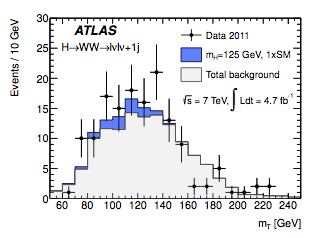 ATLAS
H→WW→lνlν+1j
Data 2011
m_H=125 GeV, 1xSM
Total background
√s = 7 TeV, ∫ Ldt = 4.7 fb⁻¹
Events / 10 GeV
30
25
20
15
10
5
0
60 80 100 120 140 160 180 200 220 240
m_T [GeV]